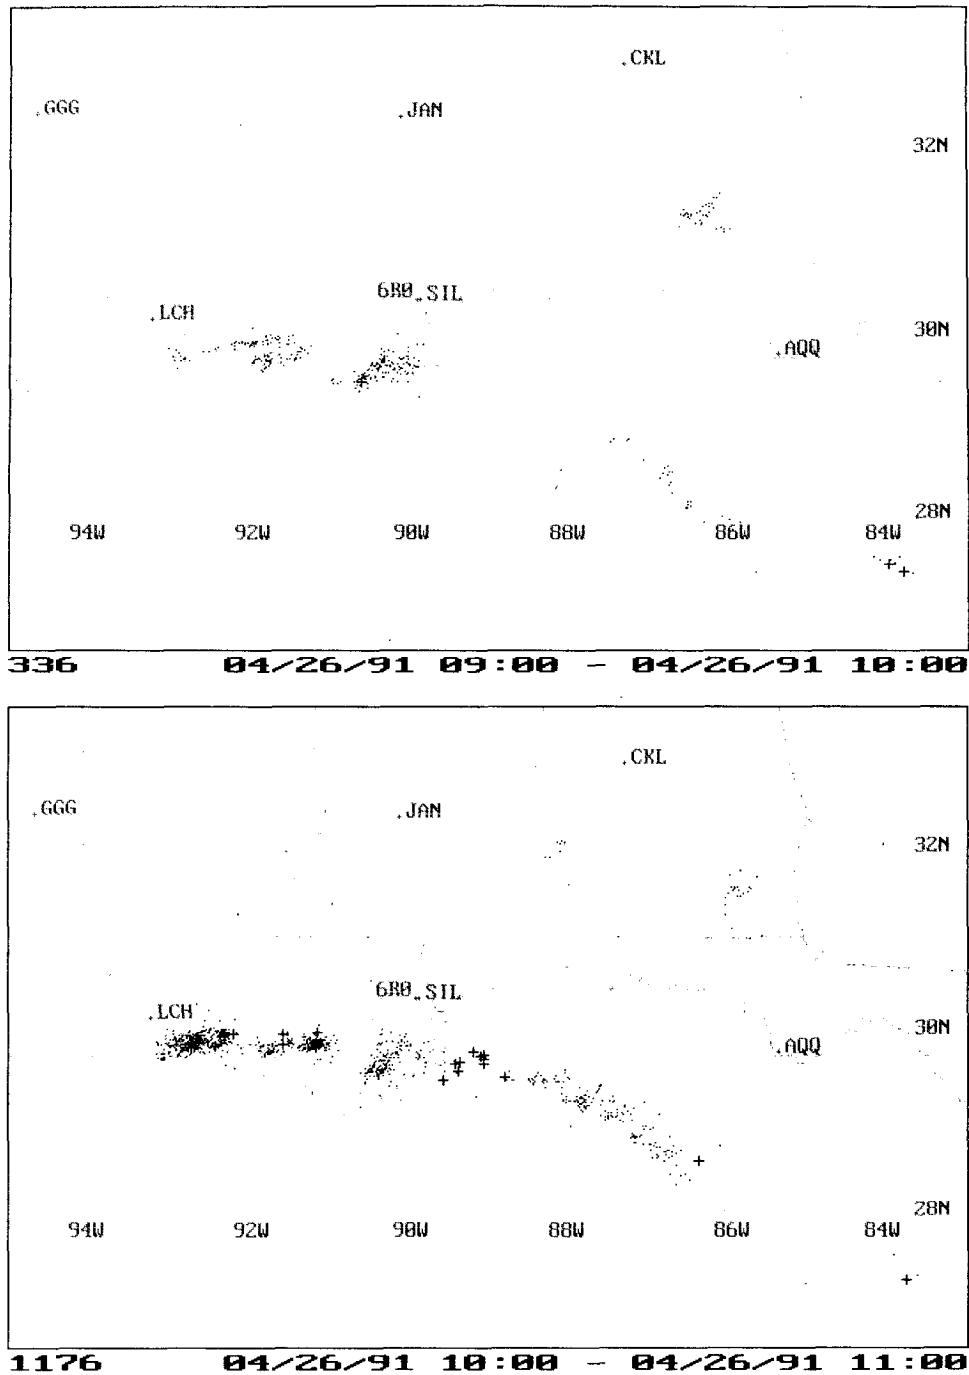 .CKL
.GGG
.JAN
32N
6R0.SIL
.LCH
30N
.AQQ
28N
94W 92W 90W 88W 86W 84W
336 04/26/91 09:00 - 04/26/91 10:00
.CKL
.GGG
.JAN
32N
6R0.SIL
.LCH
30N
.AQQ
28N
94W 92W 90W 88W 86W 84W
1176 04/26/91 10:00 - 04/26/91 11:00